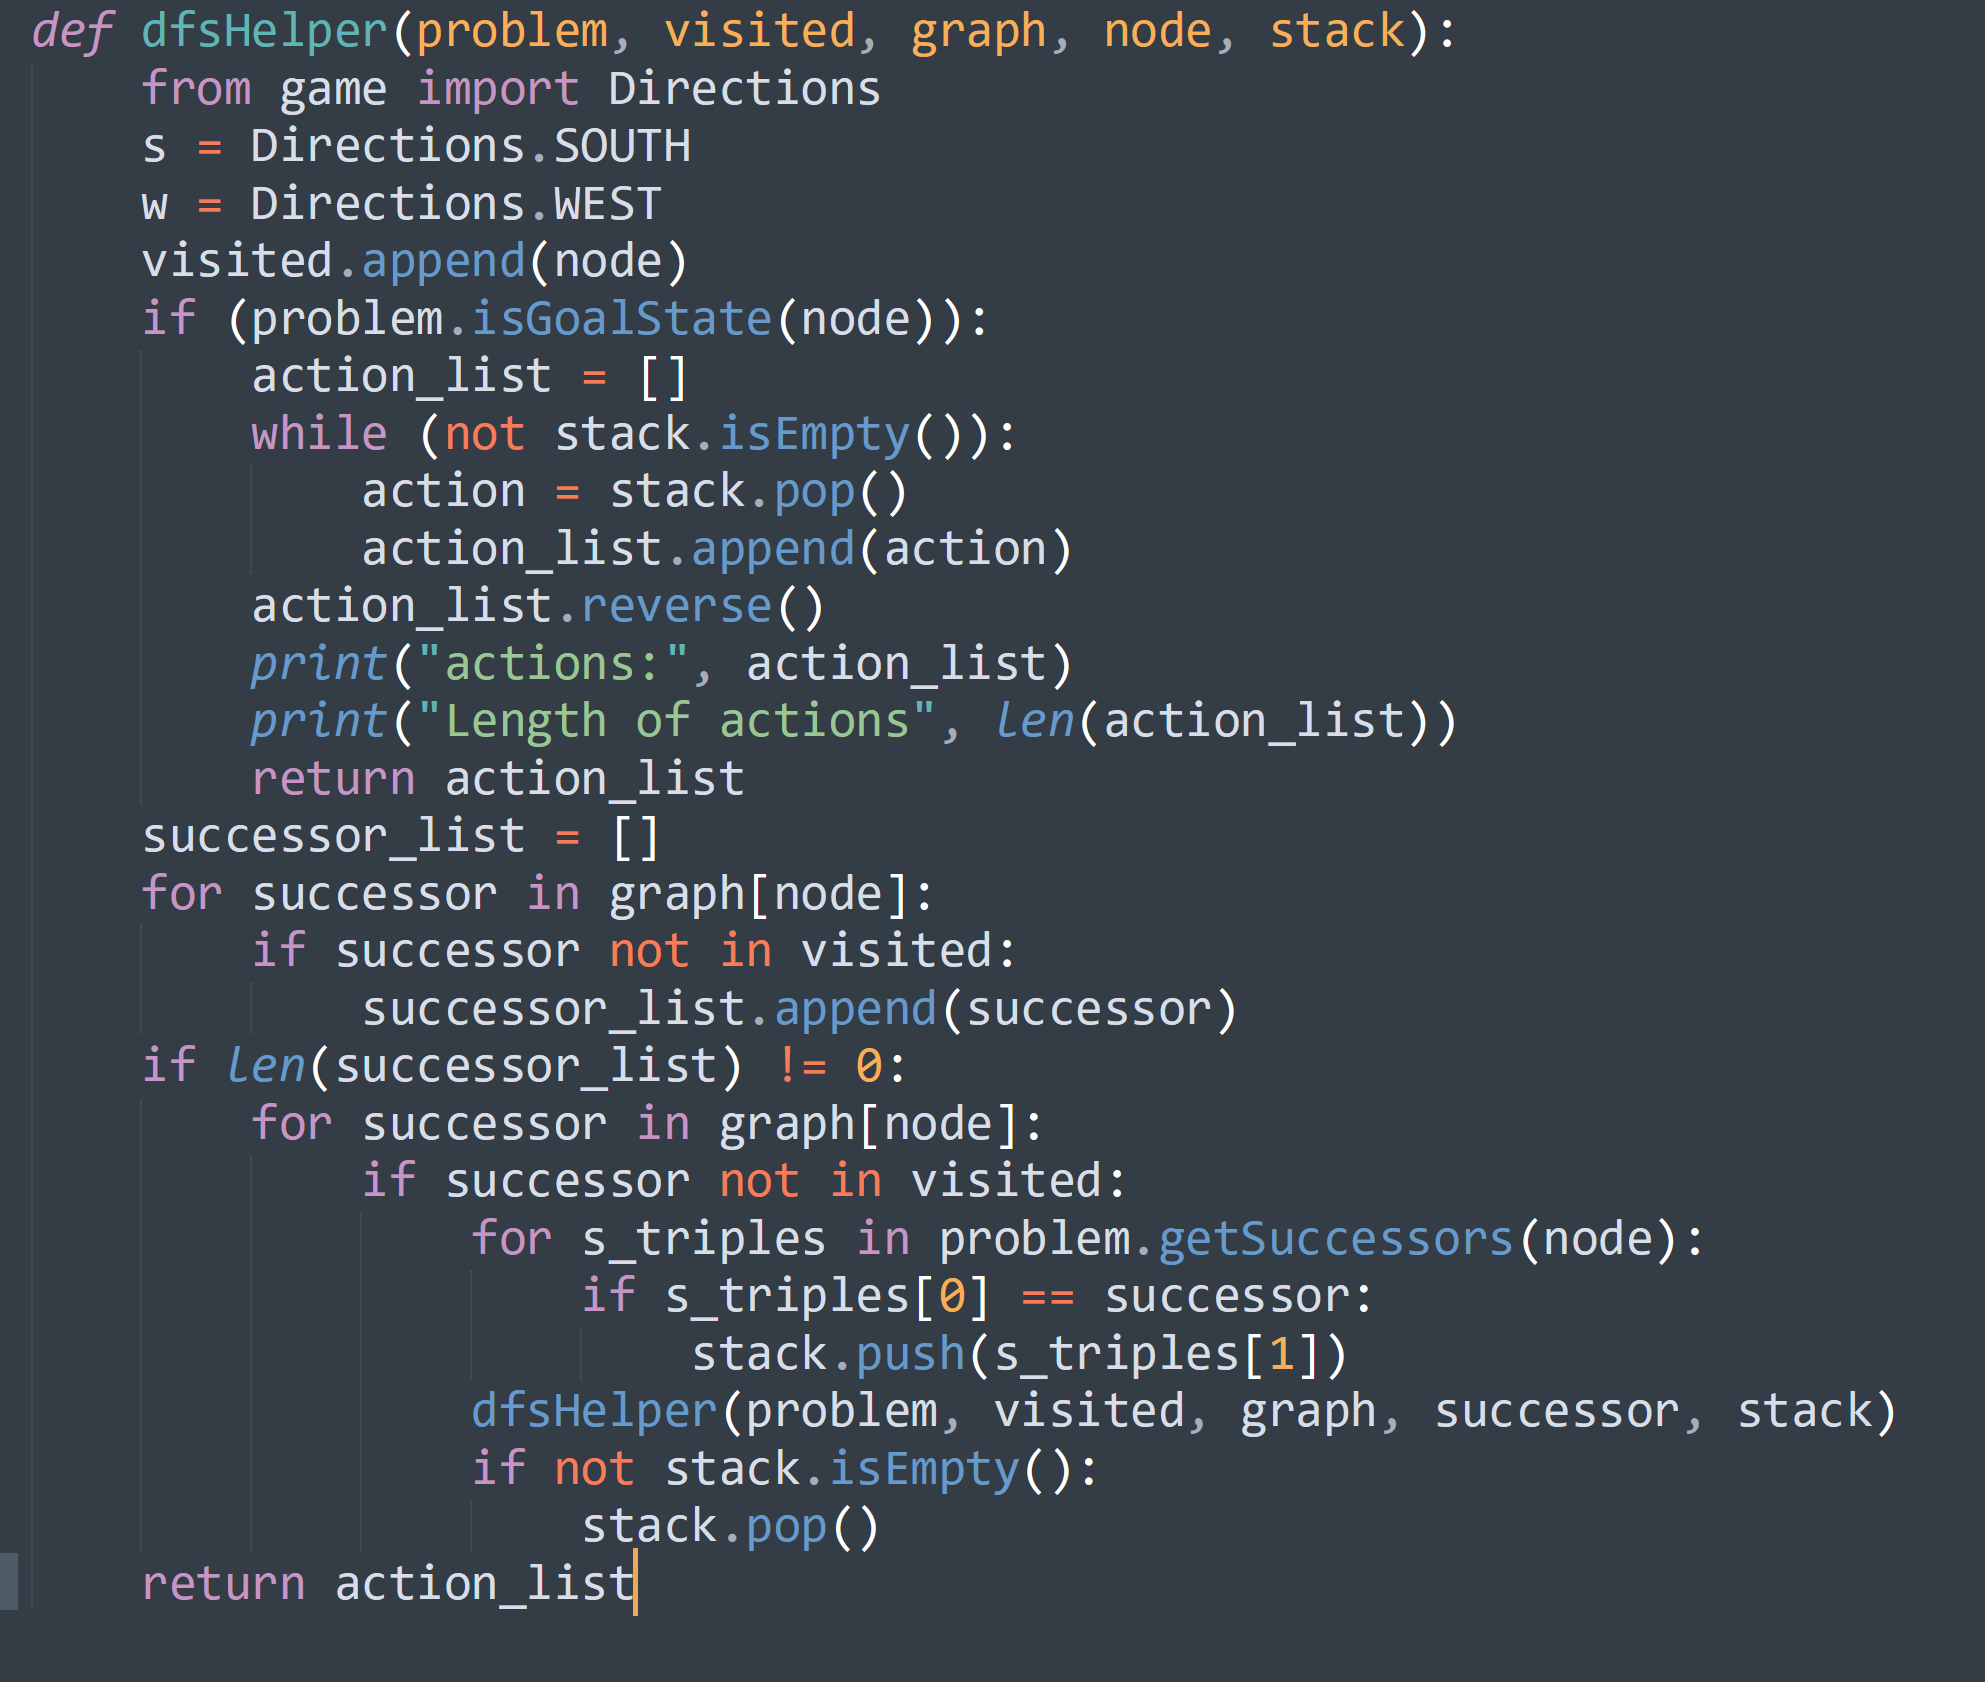 def dfsHelper(problem, visited, graph, node, stack):
    from game import Directions
    s = Directions.SOUTH
    w = Directions.WEST
    visited.append(node)
    if (problem.isGoalState(node)):
        action_list = []
        while (not stack.isEmpty()):
            action = stack.pop()
            action_list.append(action)
        action_list.reverse()
        print("actions:", action_list)
        print("Length of actions", len(action_list))
        return action_list
    successor_list = []
    for successor in graph[node]:
        if successor not in visited:
            successor_list.append(successor)
    if len(successor_list) != 0:
        for successor in graph[node]:
            if successor not in visited:
                for s_triples in problem.getSuccessors(node):
                    if s_triples[0] == successor:
                        stack.push(s_triples[1])
                dfsHelper(problem, visited, graph, successor, stack)
                if not stack.isEmpty():
                    stack.pop()
    return action_list